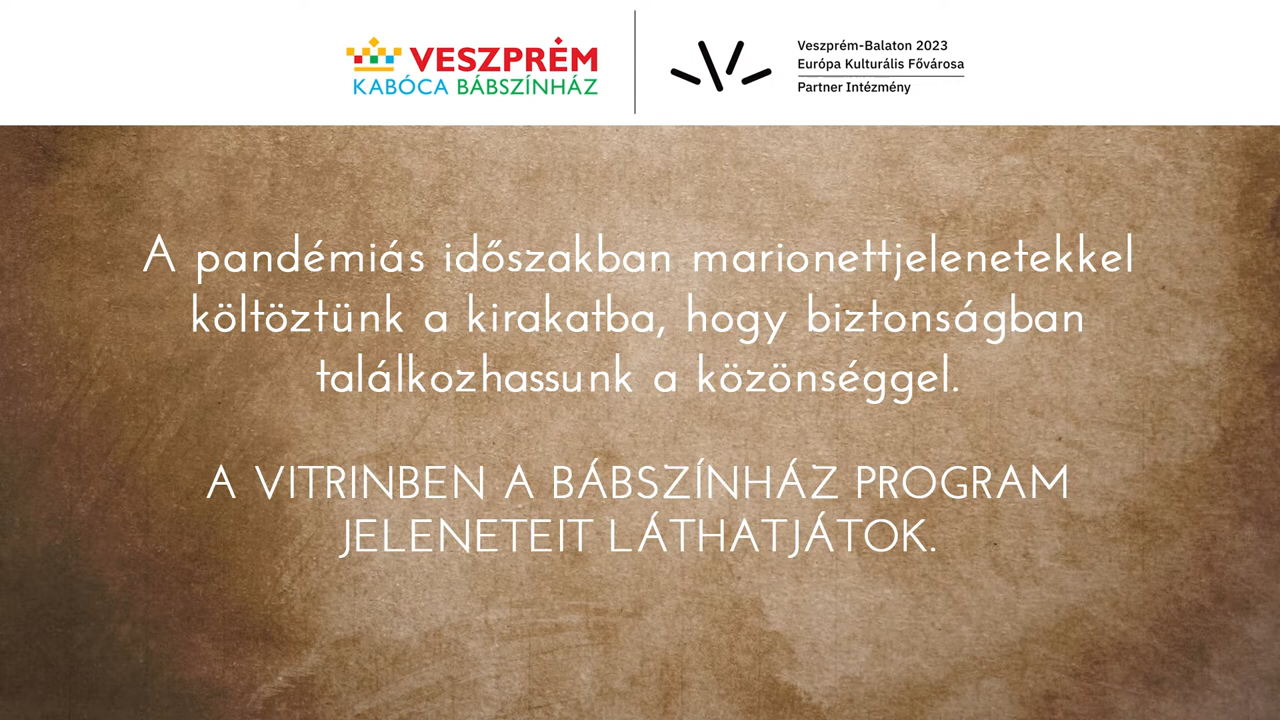 VESZPRÉM
KABÓCA BÁBSZÍNHÁZ
Veszprém-Balaton 2023
Európa Kulturális Fővárosa
Partner Intézmény
A pandémiás időszakban marionettjelenetekkel
költöztünk a kirakatba, hogy biztonságban
találkozhassunk a közönséggel.
A VITRINBEN A BÁBSZÍNHÁZ PROGRAM
JELENETEIT LÁTHATJÁTOK.